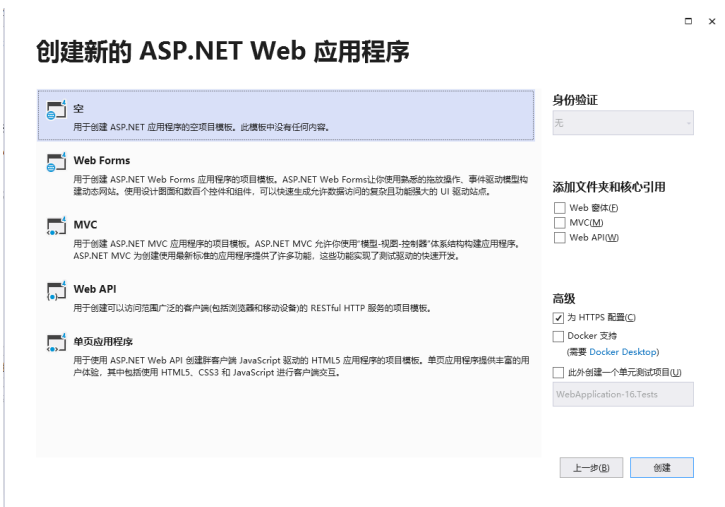 创建新的 ASP.NET Web 应用程序
空
用于创建 ASP.NET 应用程序的空项目模板。此模板中没有任何内容。
Web Forms
用于创建 ASP.NET Web Forms 应用程序的项目模板。ASP.NET Web Forms让你使用熟悉的拖放操作、事件驱动模型构
建动态网站。使用设计图面和数百个控件和组件，可以快速生成允许数据访问的复杂且功能强大的 UI 驱动站点。
MVC
用于创建 ASP.NET MVC 应用程序的项目模板。ASP.NET MVC 允许你使用"模型-视图-控制器"体系结构构建应用程序。
ASP.NET MVC 为创建使用最新标准的应用程序提供了许多功能，这些功能实现了测试驱动的快速开发。
Web API
用于创建可以访问范围广泛的客户端(包括浏览器和移动设备)的 RESTful HTTP 服务的项目模板。
单页应用程序
用于使用 ASP.NET Web API 创建胖客户端 JavaScript 驱动的 HTML5 应用程序的项目模板。单页应用程序提供丰富的用
户体验，其中包括使用 HTML5、CSS3 和 JavaScript 进行客户端交互。
身份验证
无
添加文件夹和核心引用
Web 窗体(F)
MVC(M)
Web API(W)
高级
为 HTTPS 配置(C)
Docker 支持
(需要 Docker Desktop)
此外创建一个单元测试项目(U)
WebApplication-16.Tests
上一步(B)
创建